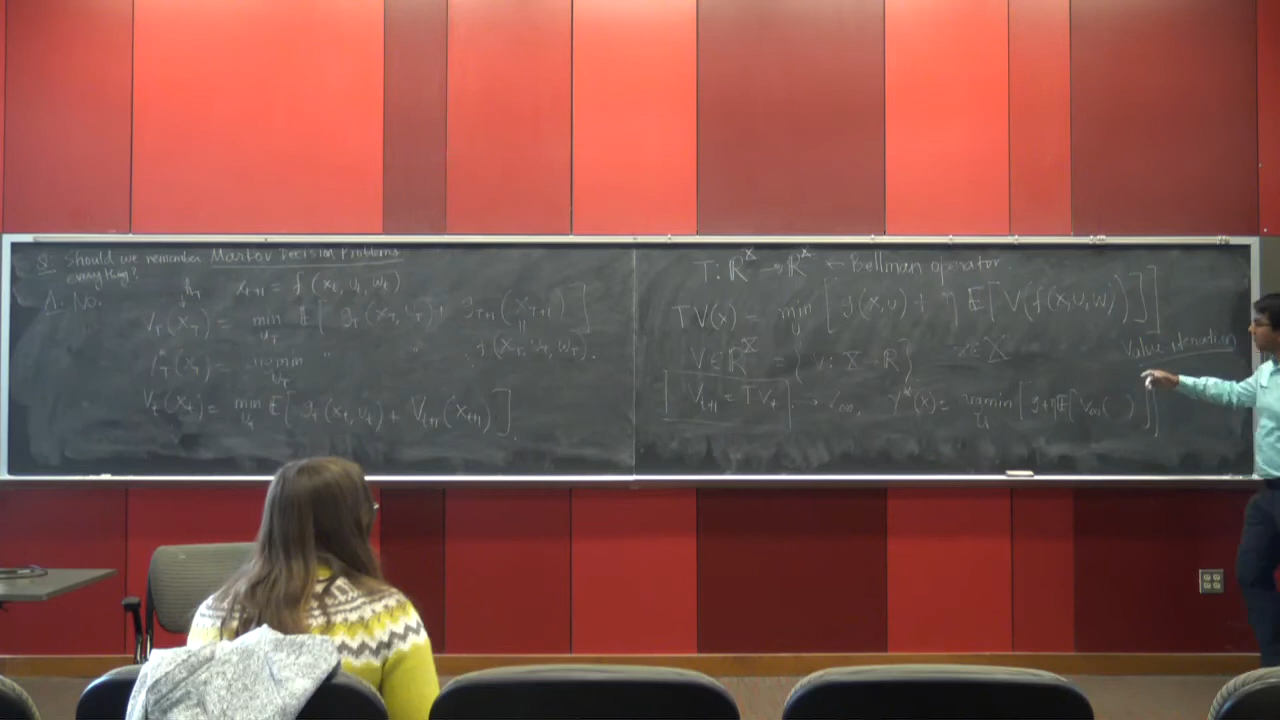 Q: Should we remember Markov Decision Problems
everything?
A: No. x_{t+1} = f(x_t, u_t, w_t)
V_T(x_T) = min_{u_T} E[ g_T(x_T, u_T) + g_{T+1}(x_{T+1}) ]
γ*_T(x_T) = argmin_{u_T} " " f(x_T, u_T, w_T).
V_t(x_t) = min_{u_t} E[ g_t(x_t, u_t) + V_{t+1}(x_{t+1}) ].
T: ℝ^X → ℝ^X ← Bellman operator.
TV(x) = min_u [ g(x,u) + η E[ V(f(x,u,w)) ] ]
V ∈ ℝ^X = { v: X → ℝ } x ∈ X
Value iteration
V_{t+1} = TV_t → V_∞, γ*(x) = argmin_u [ g + η E[ V_∞( ) ] ]